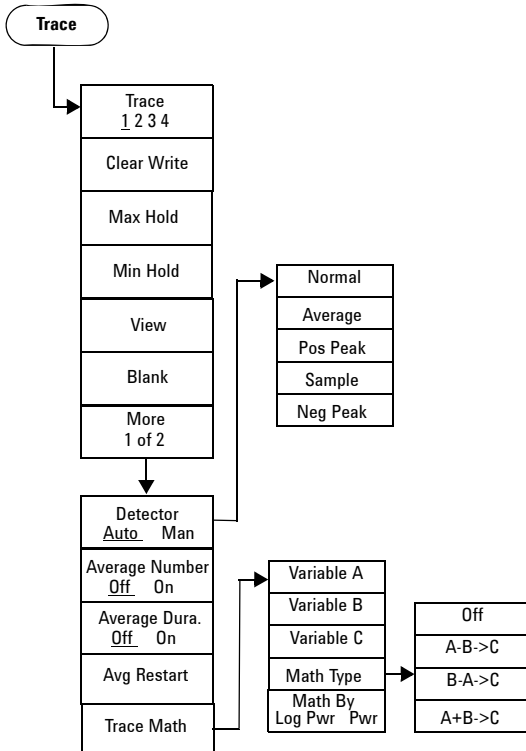 Trace
Trace
1 2 3 4
Clear Write
Max Hold
Min Hold
View
Blank
More
1 of 2
Normal
Average
Pos Peak
Sample
Neg Peak
Detector
Auto Man
Average Number
Off On
Average Dura.
Off On
Avg Restart
Trace Math
Variable A
Variable B
Variable C
Math Type
Math By
Log Pwr Pwr
Off
A-B->C
B-A->C
A+B->C